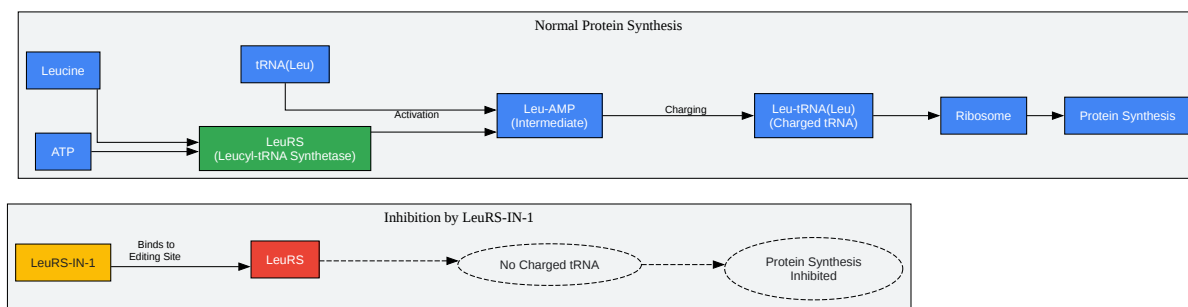 Normal Protein Synthesis
Leucine
tRNA(Leu)
ATP
LeuRS
(Leucyl-tRNA Synthetase)
Activation
Leu-AMP
(Intermediate)
Charging
Leu-tRNA(Leu)
(Charged tRNA)
Ribosome
Protein Synthesis
Inhibition by LeuRS-IN-1
LeuRS-IN-1
Binds to
Editing Site
LeuRS
No Charged tRNA
Protein Synthesis
Inhibited